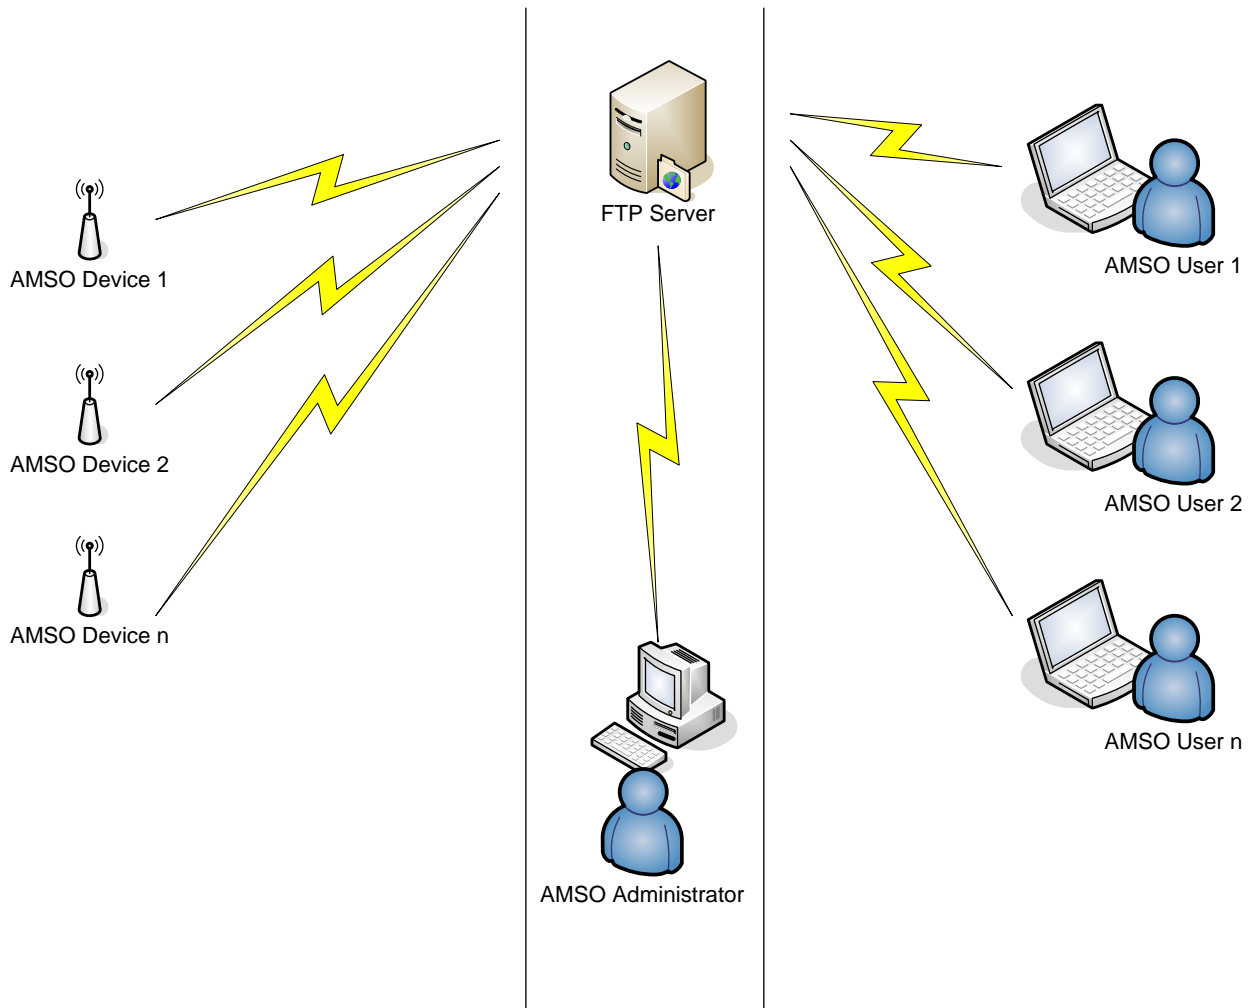 FTP Server
AMSO Device 1
AMSO User 1
AMSO Device 2
AMSO User 2
AMSO Device n
AMSO User n
AMSO Administrator